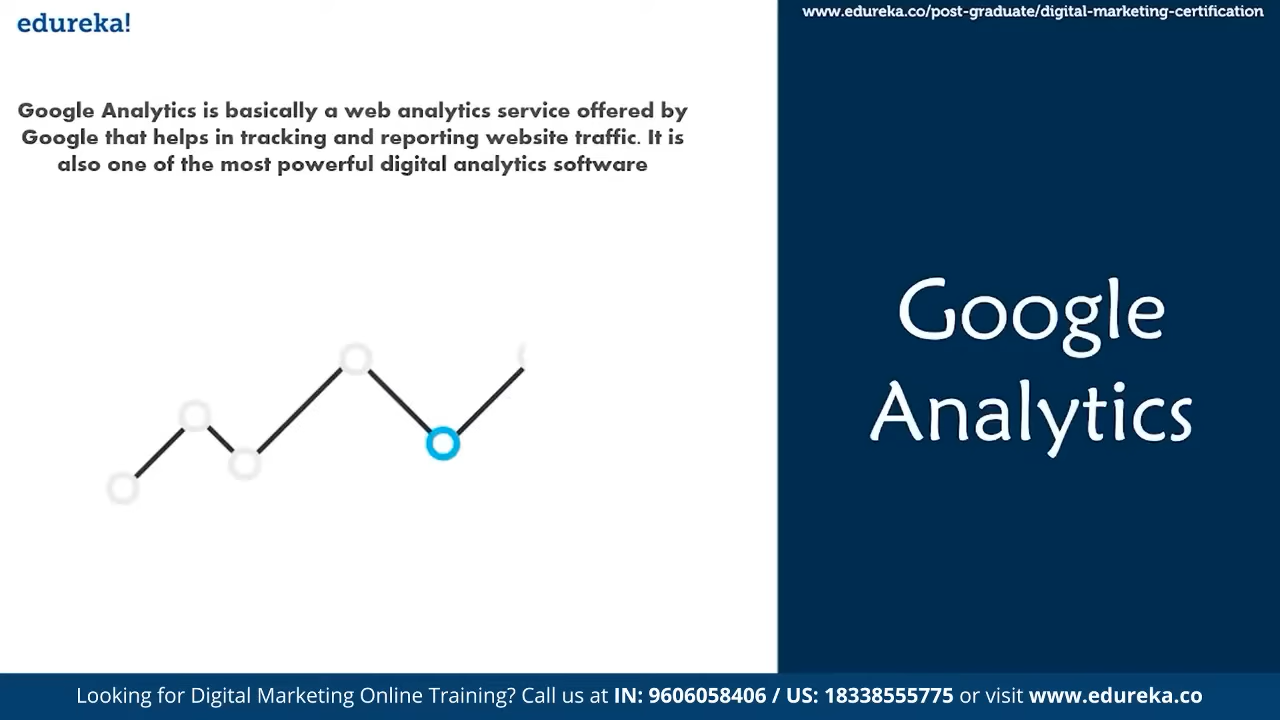 edureka!
www.edureka.co/post-graduate/digital-marketing-certification
Google Analytics is basically a web analytics service offered by
Google that helps in tracking and reporting website traffic. It is
also one of the most powerful digital analytics software
Google
Analytics
Looking for Digital Marketing Online Training? Call us at IN: 9606058406 / US: 18338555775 or visit www.edureka.co